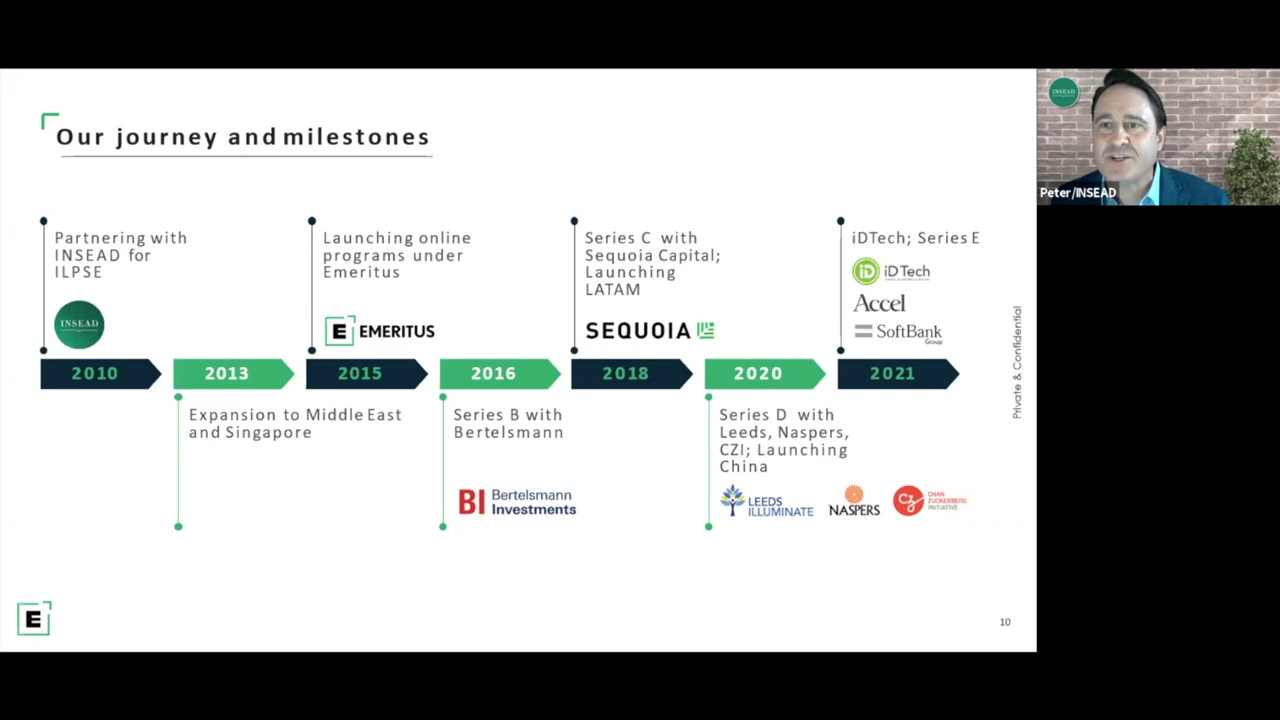 Our journey and milestones
INSEAD
Peter/INSEAD
Partnering with
INSEAD for
ILPSE
INSEAD
Launching online
programs under
Emeritus
E EMERITUS
Series C with
Sequoia Capital;
Launching
LATAM
SEQUOIA
iDTech; Series E
iD iD Tech
Accel
SoftBank
Group
2010
2013
2015
2016
2018
2020
2021
Expansion to Middle East
and Singapore
Series B with
Bertelsmann
BI Bertelsmann
Investments
Series D with
Leeds, Naspers,
CZI; Launching
China
LEEDS
ILLUMINATE
NASPERS
CZ CHAN
ZUCKERBERG
INITIATIVE
Private & Confidential
E
10